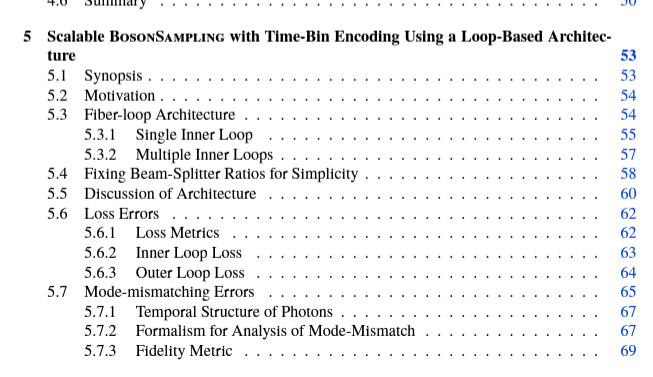 4.6 Summary . . . . . . . . . . . . . . . . . . . . . . . . . . . . . . . . . . . . . . . . 50
5 Scalable BOSONSAMPLING with Time-Bin Encoding Using a Loop-Based Architec-
ture 53
5.1 Synopsis . . . . . . . . . . . . . . . . . . . . . . . . . . . . . . . . . . . . . . . . 53
5.2 Motivation . . . . . . . . . . . . . . . . . . . . . . . . . . . . . . . . . . . . . . . 54
5.3 Fiber-loop Architecture . . . . . . . . . . . . . . . . . . . . . . . . . . . . . . . . 54
5.3.1 Single Inner Loop . . . . . . . . . . . . . . . . . . . . . . . . . . . . . . 55
5.3.2 Multiple Inner Loops . . . . . . . . . . . . . . . . . . . . . . . . . . . . . 57
5.4 Fixing Beam-Splitter Ratios for Simplicity . . . . . . . . . . . . . . . . . . . . . 58
5.5 Discussion of Architecture . . . . . . . . . . . . . . . . . . . . . . . . . . . . . . 60
5.6 Loss Errors . . . . . . . . . . . . . . . . . . . . . . . . . . . . . . . . . . . . . . 62
5.6.1 Loss Metrics . . . . . . . . . . . . . . . . . . . . . . . . . . . . . . . . . 62
5.6.2 Inner Loop Loss . . . . . . . . . . . . . . . . . . . . . . . . . . . . . . . 63
5.6.3 Outer Loop Loss . . . . . . . . . . . . . . . . . . . . . . . . . . . . . . . 64
5.7 Mode-mismatching Errors . . . . . . . . . . . . . . . . . . . . . . . . . . . . . . 65
5.7.1 Temporal Structure of Photons . . . . . . . . . . . . . . . . . . . . . . . . 67
5.7.2 Formalism for Analysis of Mode-Mismatch . . . . . . . . . . . . . . . . . 67
5.7.3 Fidelity Metric . . . . . . . . . . . . . . . . . . . . . . . . . . . . . . . . 69